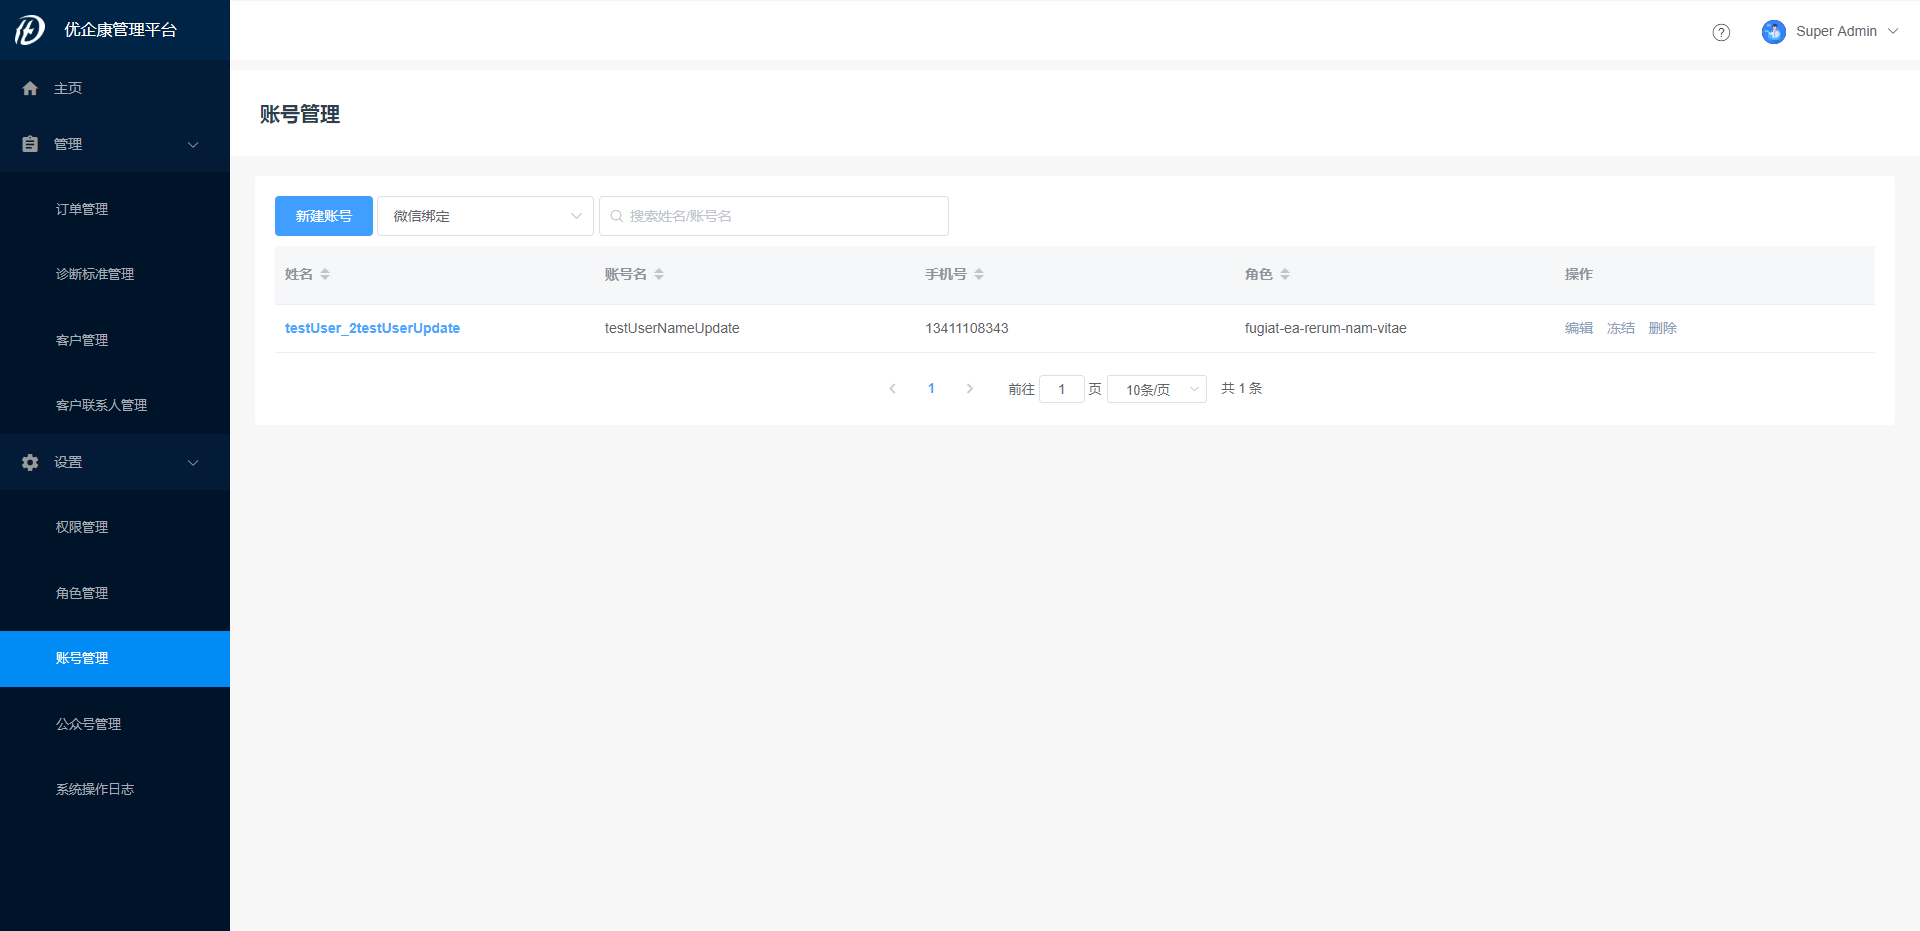 优企康管理平台
Super Admin
主页
管理
订单管理
诊断标准管理
客户管理
客户联系人管理
设置
权限管理
角色管理
账号管理
公众号管理
系统操作日志
账号管理
新建账号 微信绑定 搜索姓名/账号名
姓名 账号名 手机号 角色 操作
testUser_2testUserUpdate testUserNameUpdate 13411108343 fugiat-ea-rerum-nam-vitae 编辑 冻结 删除
1 前往 1 页 10条/页 共 1 条